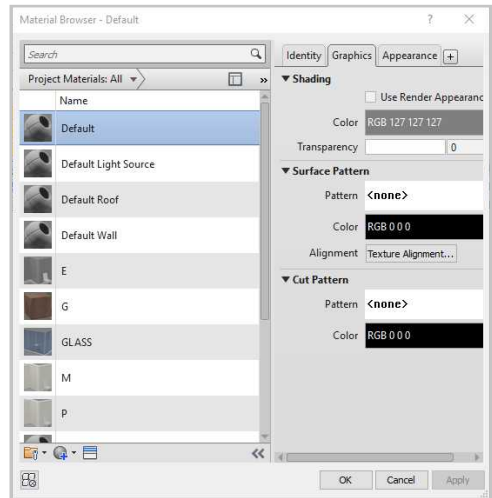 Material Browser - Default
? ×
Search
Identity Graphics Appearance +
Project Materials: All »
Name
Default
Default Light Source
Default Roof
Default Wall
E
G
GLASS
M
P
Shading
Use Render Appearanc
Color RGB 127 127 127
Transparency 0
Surface Pattern
Pattern <none>
Color RGB 0 0 0
Alignment Texture Alignment...
Cut Pattern
Pattern <none>
Color RGB 0 0 0
OK Cancel Apply